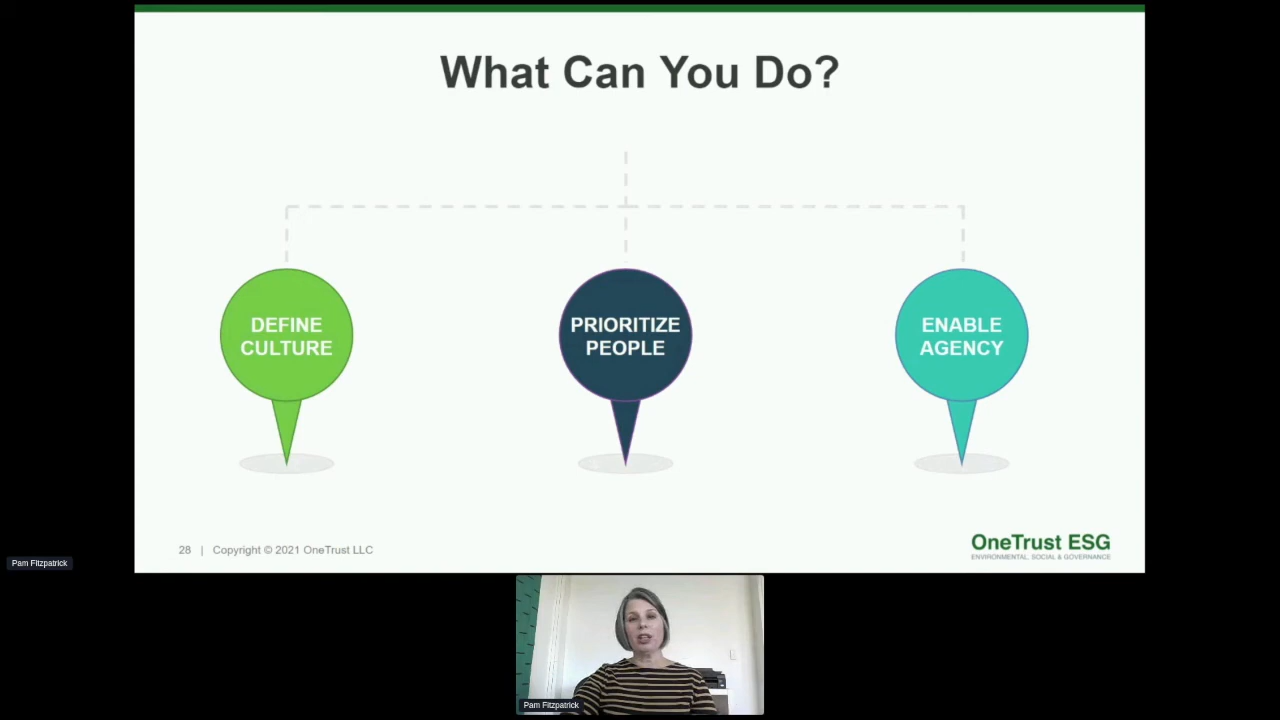 What Can You Do?
DEFINE
CULTURE
PRIORITIZE
PEOPLE
ENABLE
AGENCY
28 | Copyright © 2021 OneTrust LLC
OneTrust ESG
ENVIRONMENTAL, SOCIAL & GOVERNANCE
Pam Fitzpatrick
Pam Fitzpatrick